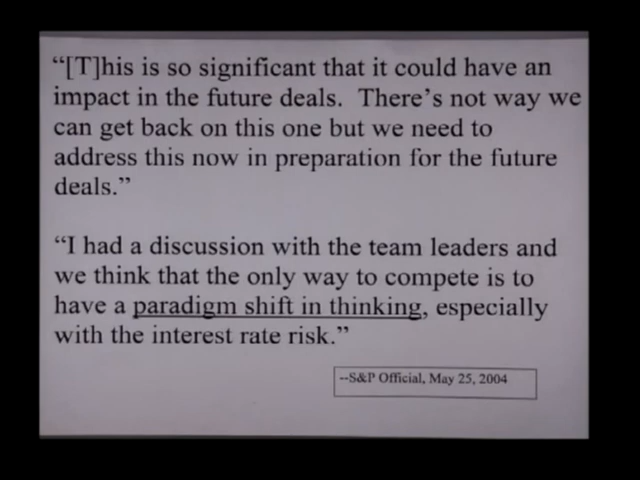 “[T]his is so significant that it could have an
impact in the future deals.  There’s not way we
can get back on this one but we need to
address this now in preparation for the future
deals.”
“I had a discussion with the team leaders and
we think that the only way to compete is to
have a paradigm shift in thinking, especially
with the interest rate risk.”
--S&P Official, May 25, 2004